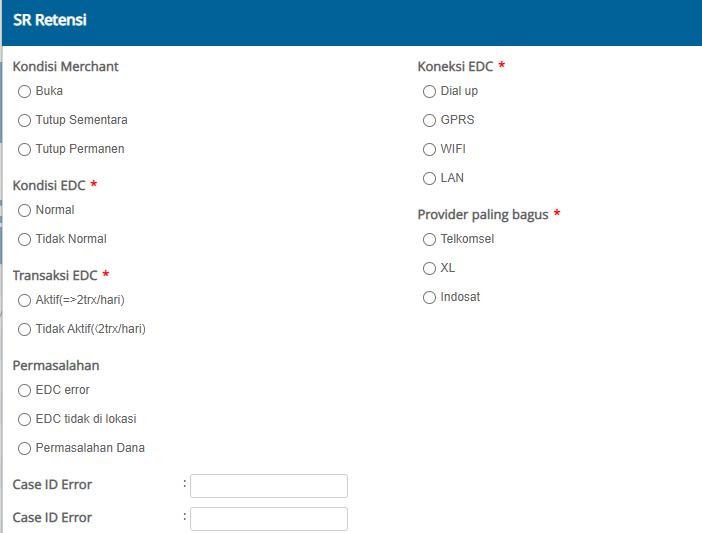 SR Retensi
Kondisi Merchant
Buka
Tutup Sementara
Tutup Permanen
Kondisi EDC *
Normal
Tidak Normal
Transaksi EDC *
Aktif(=>2trx/hari)
Tidak Aktif(<2trx/hari)
Permasalahan
EDC error
EDC tidak di lokasi
Permasalahan Dana
Case ID Error :
Case ID Error :
Koneksi EDC *
Dial up
GPRS
WIFI
LAN
Provider paling bagus *
Telkomsel
XL
Indosat